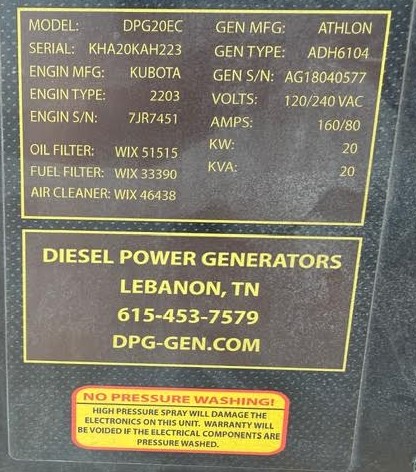 MODEL: DPG20EC
SERIAL: KHA20KAH223
ENGIN MFG: KUBOTA
ENGIN TYPE: 2203
ENGIN S/N: 7JR7451
OIL FILTER: WIX 51515
FUEL FILTER: WIX 33390
AIR CLEANER: WIX 46438
GEN MFG: ATHLON
GEN TYPE: ADH6104
GEN S/N: AG18040577
VOLTS: 120/240 VAC
AMPS: 160/80
KW: 20
KVA: 20
DIESEL POWER GENERATORS
LEBANON, TN
615-453-7579
DPG-GEN.COM
NO PRESSURE WASHING!
HIGH PRESSURE SPRAY WILL DAMAGE THE
ELECTRONICS ON THIS UNIT. WARRANTY WILL
BE VOIDED IF THE ELECTRICAL COMPONENTS ARE
PRESSURE WASHED.